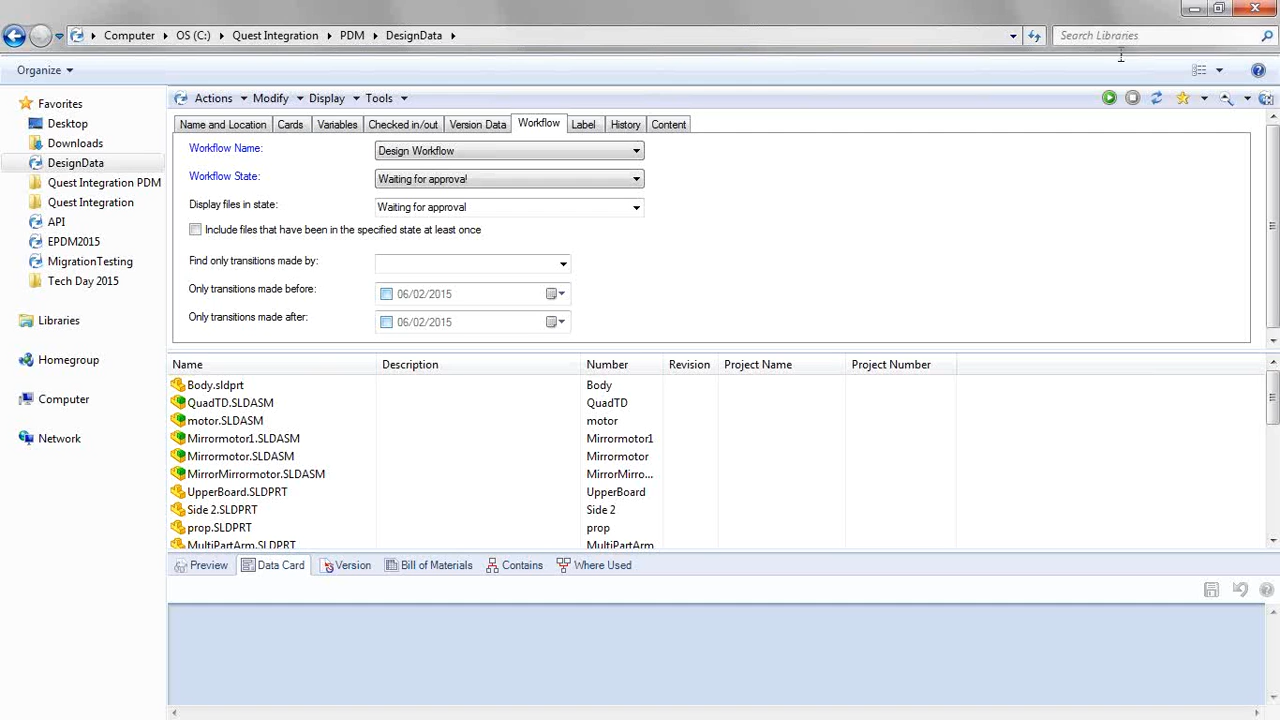 Computer OS (C:) Quest Integration PDM DesignData Search Libraries
Organize
Favorites
Desktop
Downloads
DesignData
Quest Integration PDM
Quest Integration
API
EPDM2015
MigrationTesting
Tech Day 2015
Libraries
Homegroup
Computer
Network
Actions Modify Display Tools
Name and Location Cards Variables Checked in/out Version Data Workflow Label History Content
Workflow Name: Design Workflow
Workflow State: Waiting for approval
Display files in state: Waiting for approval
Include files that have been in the specified state at least once
Find only transitions made by:
Only transitions made before: 06/02/2015
Only transitions made after: 06/02/2015
Name Description Number Revision Project Name Project Number
Body.sldprt Body
QuadTD.SLDASM QuadTD
motor.SLDASM motor
Mirrormotor1.SLDASM Mirrormotor1
Mirrormotor.SLDASM Mirrormotor
MirrorMirrormotor.SLDASM MirrorMirro...
UpperBoard.SLDPRT UpperBoard
Side 2.SLDPRT Side 2
prop.SLDPRT prop
MultiPartArm.SLDPRT MultiPartArm
Preview Data Card Version Bill of Materials Contains Where Used